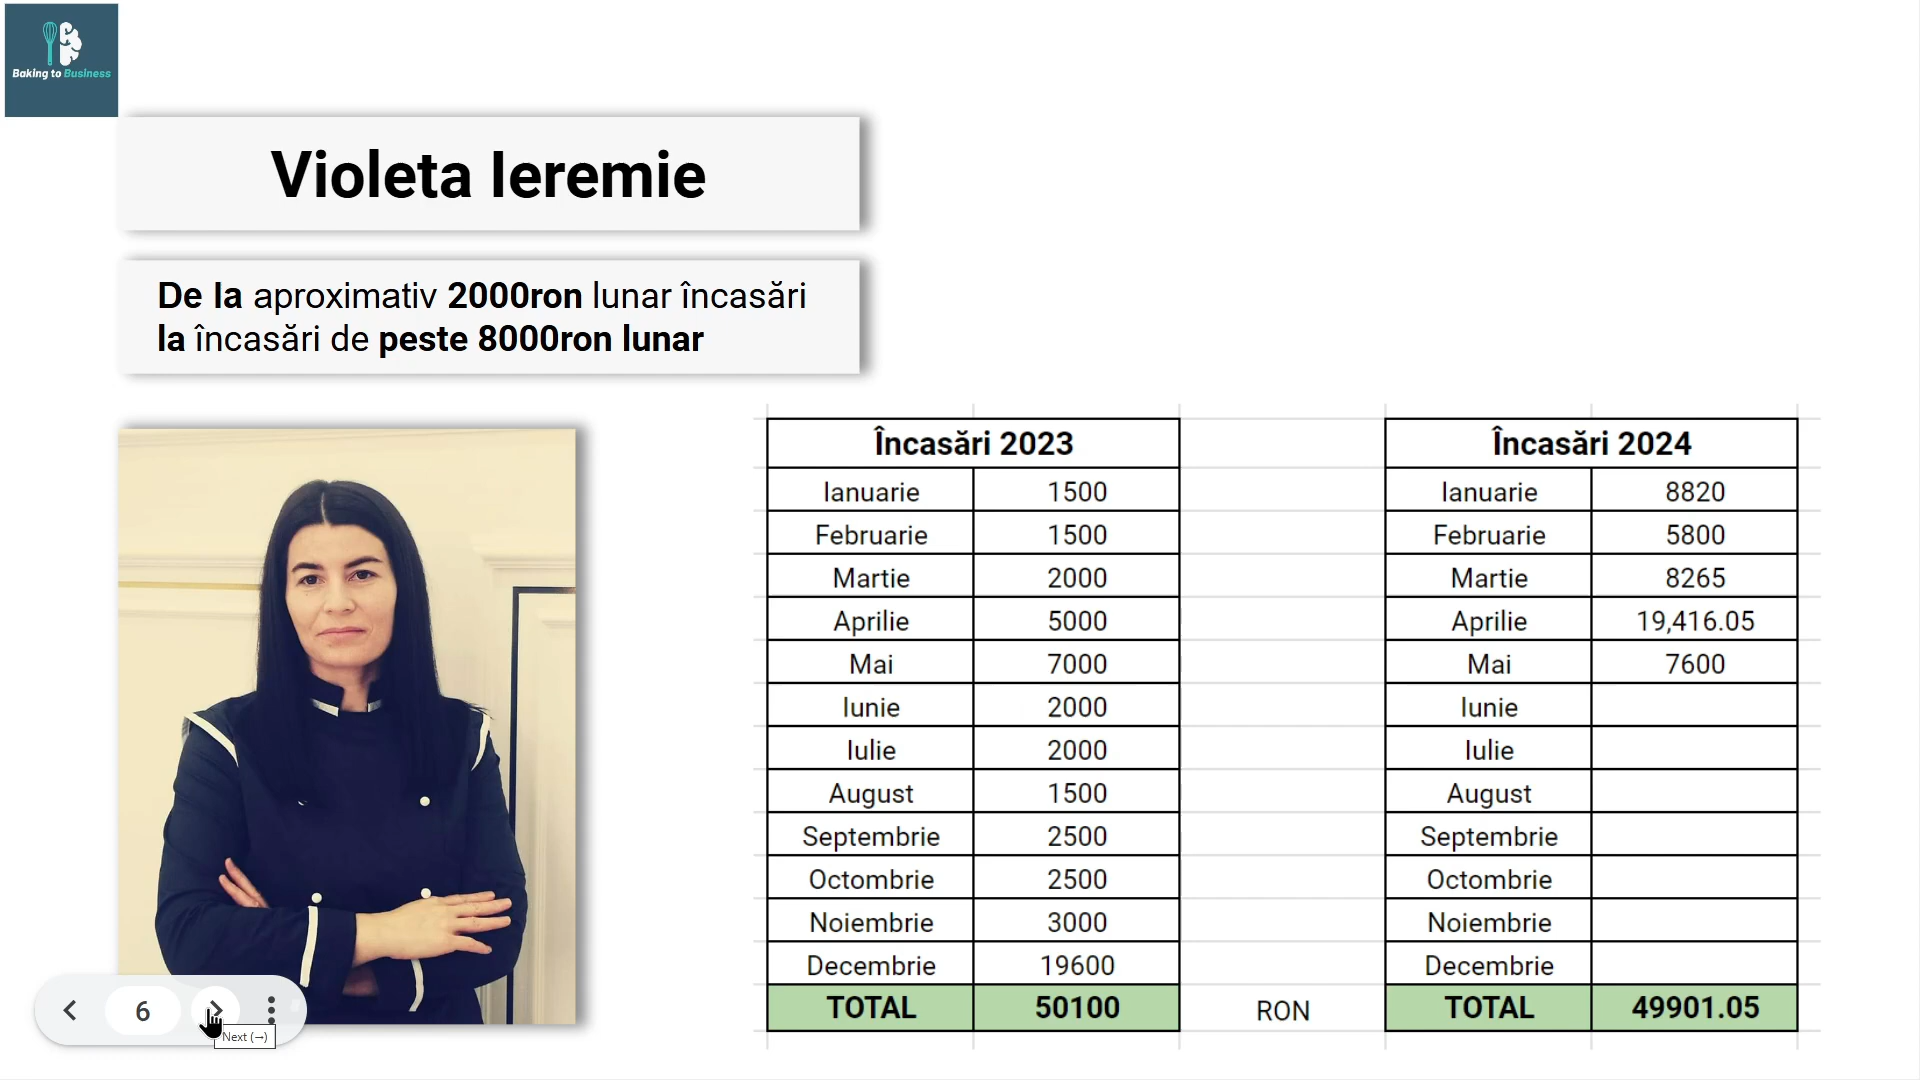 Baking to Business
Violeta Ieremie
De la aproximativ 2000ron lunar încasări
la încasări de peste 8000ron lunar
Încasări 2023
Ianuarie 1500
Februarie 1500
Martie 2000
Aprilie 5000
Mai 7000
Iunie 2000
Iulie 2000
August 1500
Septembrie 2500
Octombrie 2500
Noiembrie 3000
Decembrie 19600
TOTAL 50100
RON
Încasări 2024
Ianuarie 8820
Februarie 5800
Martie 8265
Aprilie 19,416.05
Mai 7600
Iunie
Iulie
August
Septembrie
Octombrie
Noiembrie
Decembrie
TOTAL 49901.05
6
Next (→)